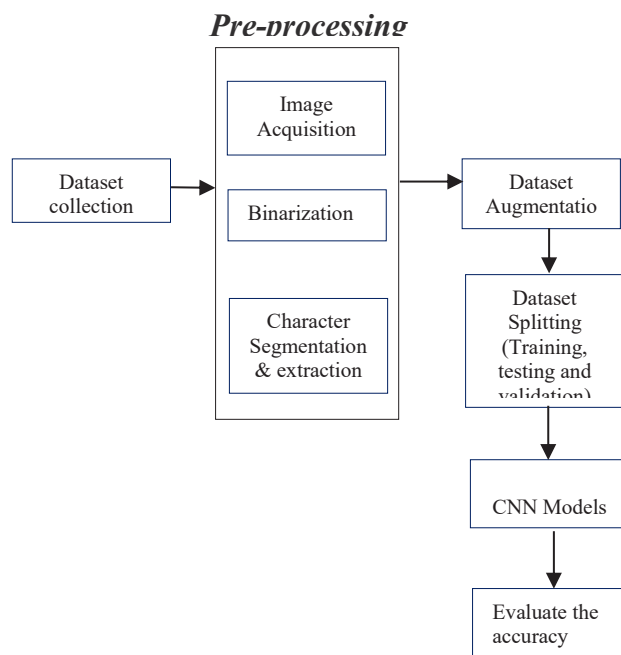 Pre-processing
Image
Acquisition
Dataset
collection
Binarization
Character
Segmentation
& extraction
Dataset
Augmentatio
Dataset
Splitting
(Training,
testing and
validation)
CNN Models
Evaluate the
accuracy